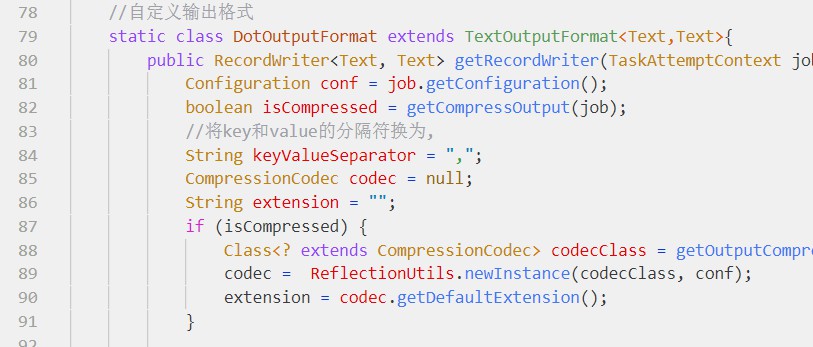 78 //自定义输出格式
79 static class DotOutputFormat extends TextOutputFormat<Text,Text>{
80 public RecordWriter<Text, Text> getRecordWriter(TaskAttemptContext jo
81 Configuration conf = job.getConfiguration();
82 boolean isCompressed = getCompressOutput(job);
83 //将key和value的分隔符换为,
84 String keyValueSeparator = ",";
85 CompressionCodec codec = null;
86 String extension = "";
87 if (isCompressed) {
88 Class<? extends CompressionCodec> codecClass = getOutputCompre
89 codec =  ReflectionUtils.newInstance(codecClass, conf);
90 extension = codec.getDefaultExtension();
91 }
92